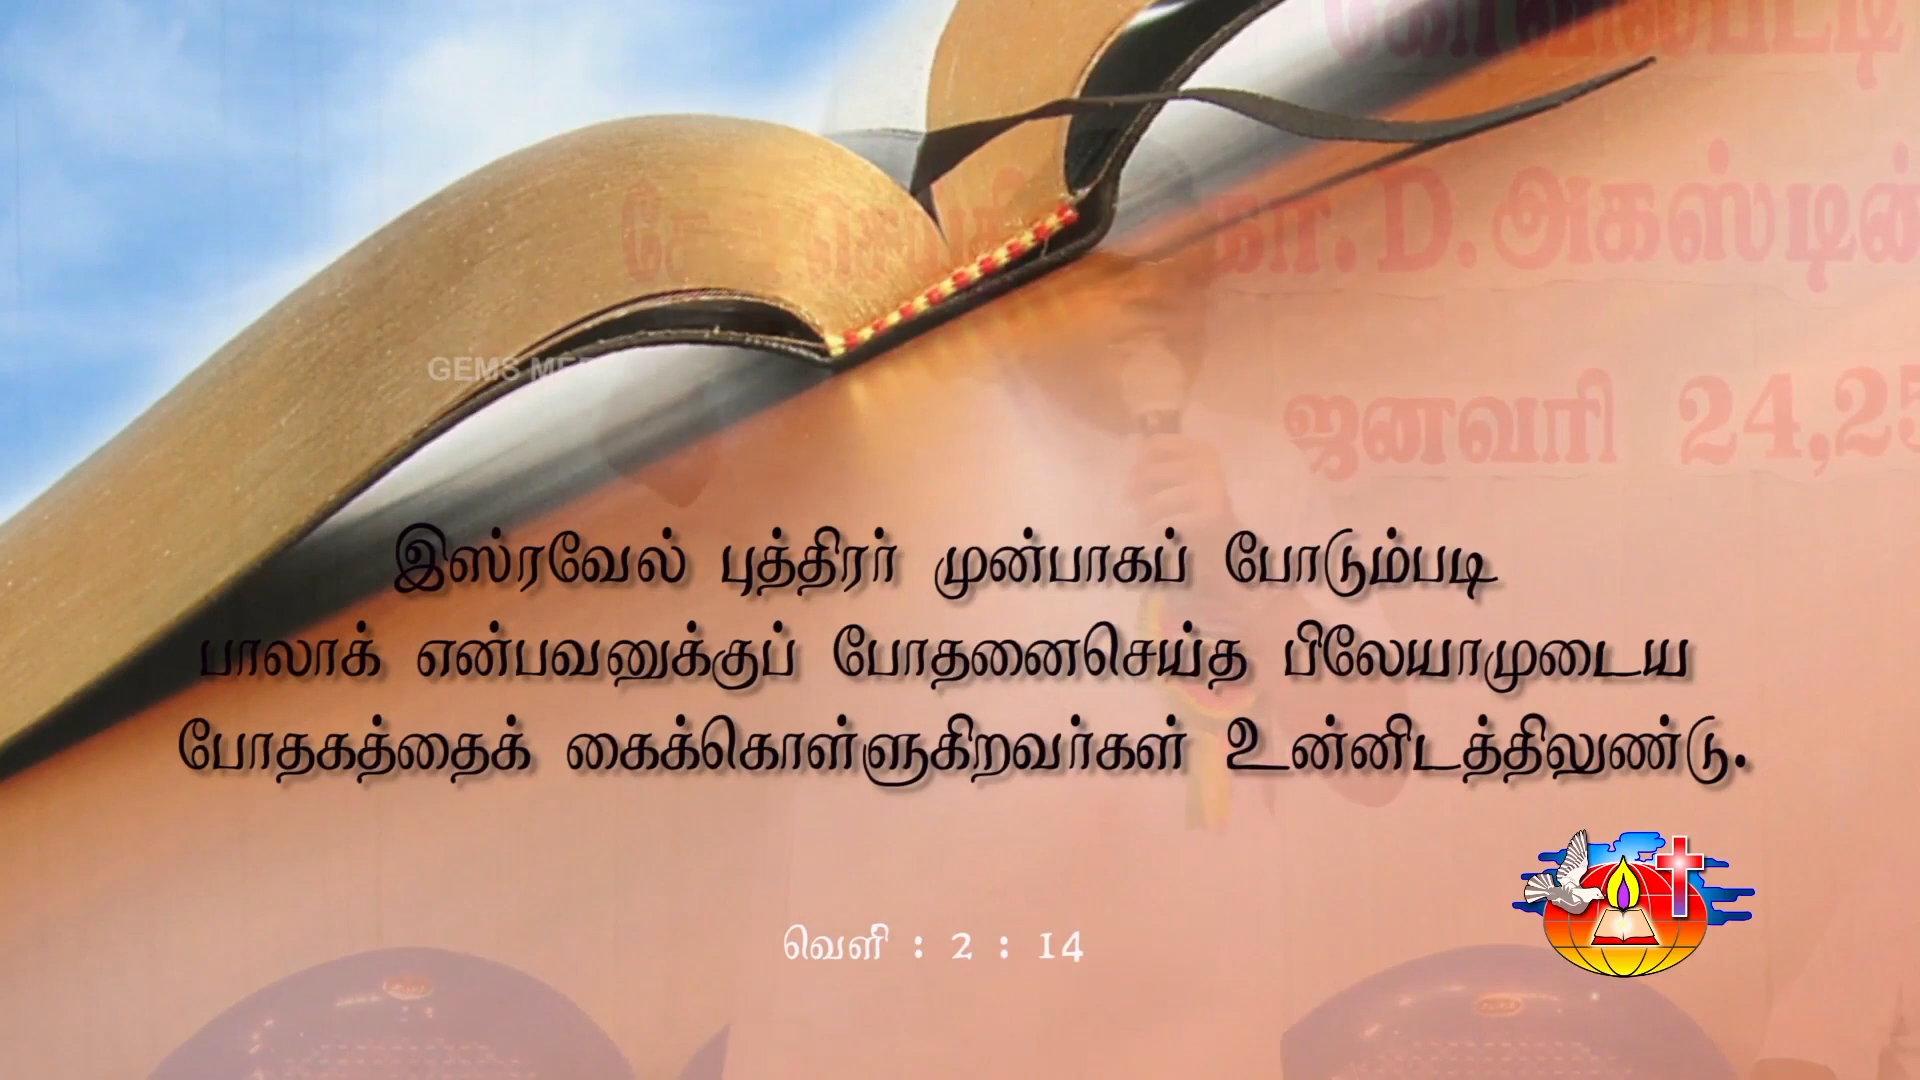 கா. D. அகஸ்டின்
GEMS
ஜனவரி 24,25
இஸ்ரவேல் புத்திரர் முன்பாகப் போடும்படி
பாலாக் என்பவனுக்குப் போதனைசெய்த பிலேயாமுடைய
போதகத்தைக் கைக்கொள்ளுகிறவர்கள் உன்னிடத்திலுண்டு.
வெளி : 2 : 14